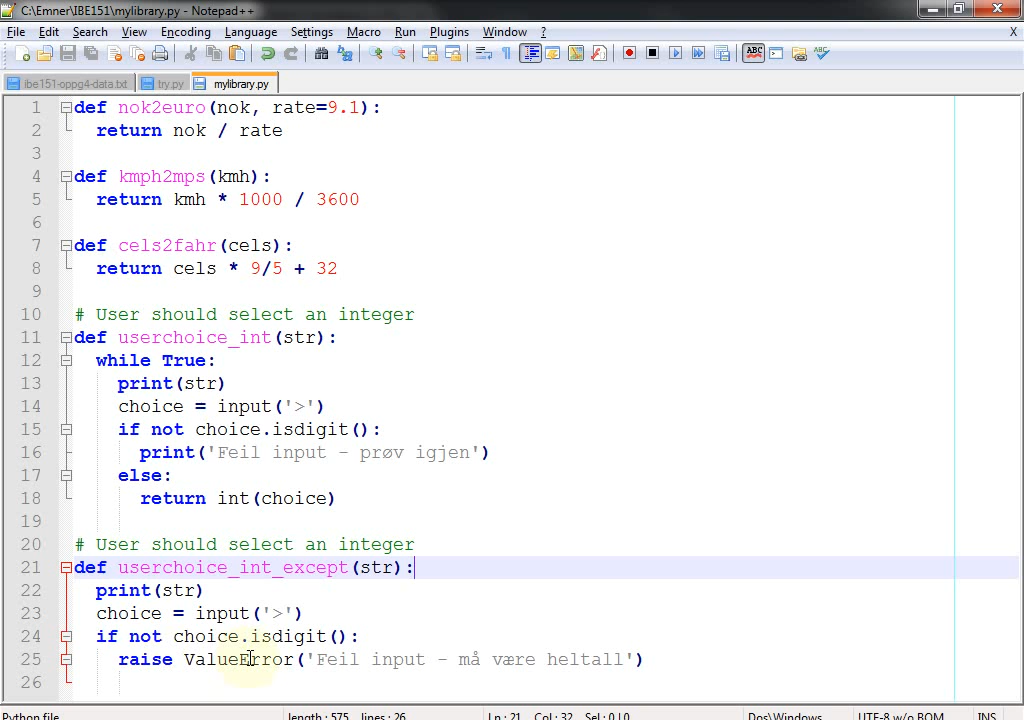 C:\Emner\IBE151\mylibrary.py - Notepad++
File Edit Search View Encoding Language Settings Macro Run Plugins Window ? X
ibe151-oppg4-data.txt try.py mylibrary.py
1 def nok2euro(nok, rate=9.1):
2 return nok / rate
3
4 def kmph2mps(kmh):
5 return kmh * 1000 / 3600
6
7 def cels2fahr(cels):
8 return cels * 9/5 + 32
9
10 # User should select an integer
11 def userchoice_int(str):
12 while True:
13 print(str)
14 choice = input('>')
15 if not choice.isdigit():
16 print('Feil input - prøv igjen')
17 else:
18 return int(choice)
19
20 # User should select an integer
21 def userchoice_int_except(str):
22 print(str)
23 choice = input('>')
24 if not choice.isdigit():
25 raise ValueError('Feil input - må være heltall')
26
Python file length : 575 lines : 26 Ln : 21 Col : 32 Sel : 0 | 0 Dos\Windows UTF-8 w/o BOM INS